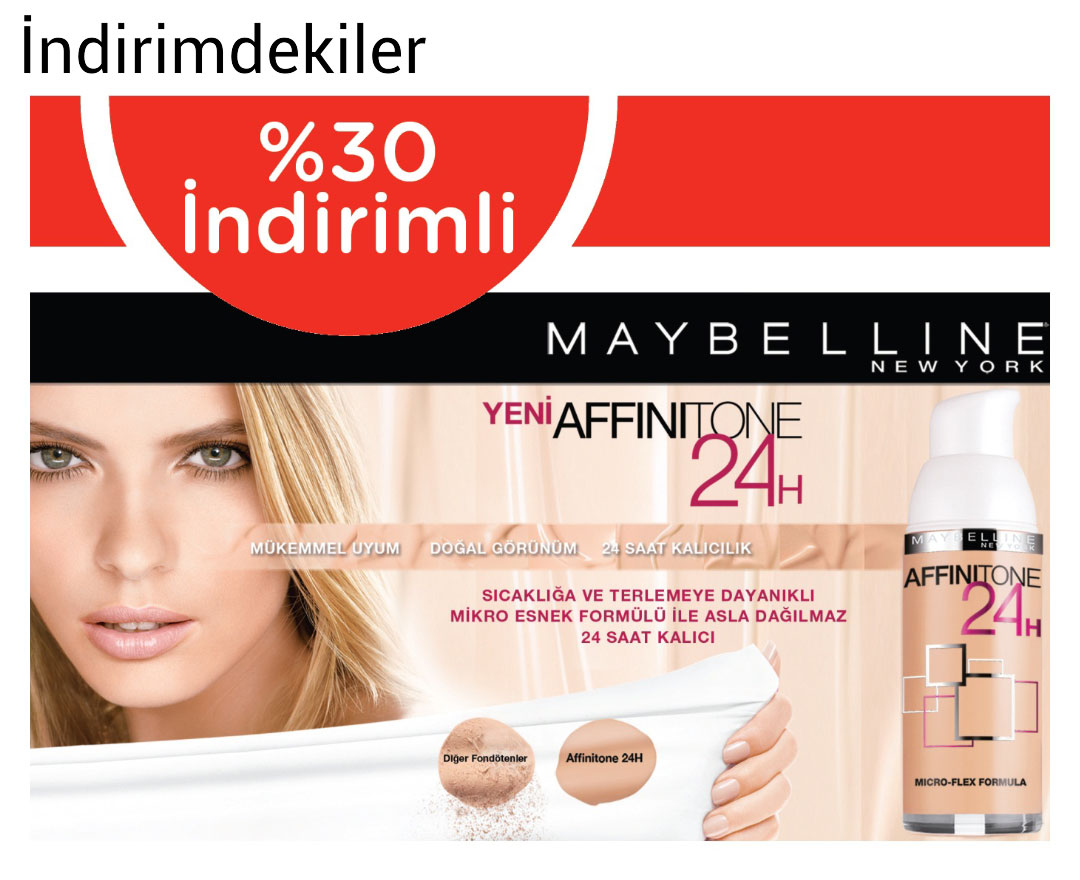 İndirimdekiler
%30
İndirimli
MAYBELLINE
NEW YORK
YENİ AFFINITONE
24H
MÜKEMMEL UYUM DOĞAL GÖRÜNÜM 24 SAAT KALICILIK
SICAKLIĞA VE TERLEMEYE DAYANIKLI
MİKRO ESNEK FORMÜLÜ İLE ASLA DAĞILMAZ
24 SAAT KALICI
Diğer Fondötenler
Affinitone 24H
MAYBELLINE
NEW YORK
AFFINITONE
24H
MICRO-FLEX FORMULA